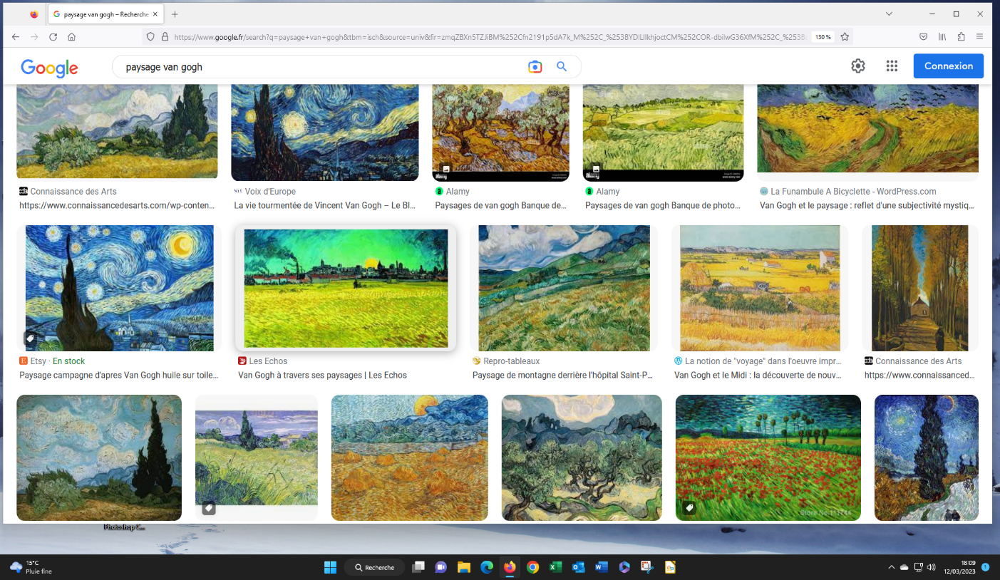 paysage van gogh – Recherche
https://www.google.fr/search?q=paysage+van+gogh&tbm=isch&source=univ&fir=zmqZBXn5TZJiBM%252Cfn2191p5dA7k_M%252C_%253BYDILIlkhjoctCM%252COR-dbilwG36XfM%252C_%253B
130 %
Google
paysage van gogh
Connexion
alamy
alamy
Connaissance des Arts
Voix d'Europe
Alamy
Alamy
La Funambule A Bicyclette - WordPress.com
https://www.connaissancedesarts.com/wp-conten...
La vie tourmentée de Vincent Van Gogh – Le Bl...
Paysages de van gogh Banque de...
Paysages de van gogh Banque de photo...
Van Gogh et le paysage : reflet d'une subjectivité mystiq...
Etsy · En stock
Les Echos
Repro-tableaux
La notion de "voyage" dans l'oeuvre impr...
Connaissance des Arts
Paysage campagne d'apres Van Gogh huile sur toile...
Van Gogh à travers ses paysages | Les Echos
Paysage de montagne derrière l'hôpital Saint-P...
Van Gogh et le Midi : la découverte de nouv...
https://www.connaissanced...
Photoshop C...
15°C
Pluie fine
Recherche
18:09
12/03/2023
1